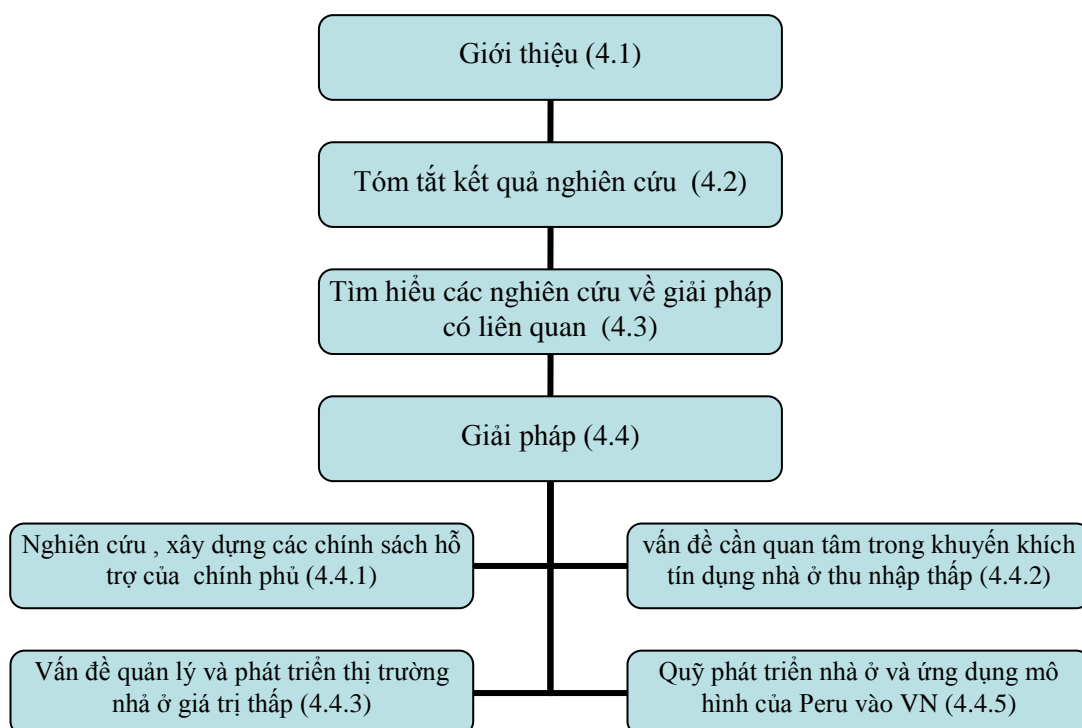 Giới thiệu (4.1)
Tóm tắt kết quả nghiên cứu (4.2)
Tìm hiểu các nghiên cứu về giải pháp
có liên quan (4.3)
Giải pháp (4.4)
Nghiên cứu , xây dựng các chính sách hỗ
trợ của chính phủ (4.4.1)
vấn đề cần quan tâm trong khuyến khích
tín dụng nhà ở thu nhập thấp (4.4.2)
Vấn đề quản lý và phát triển thị trường
nhả ở giá trị thấp (4.4.3)
Quỹ phát triển nhà ở và ứng dụng mô
hình của Peru vào VN (4.4.5)